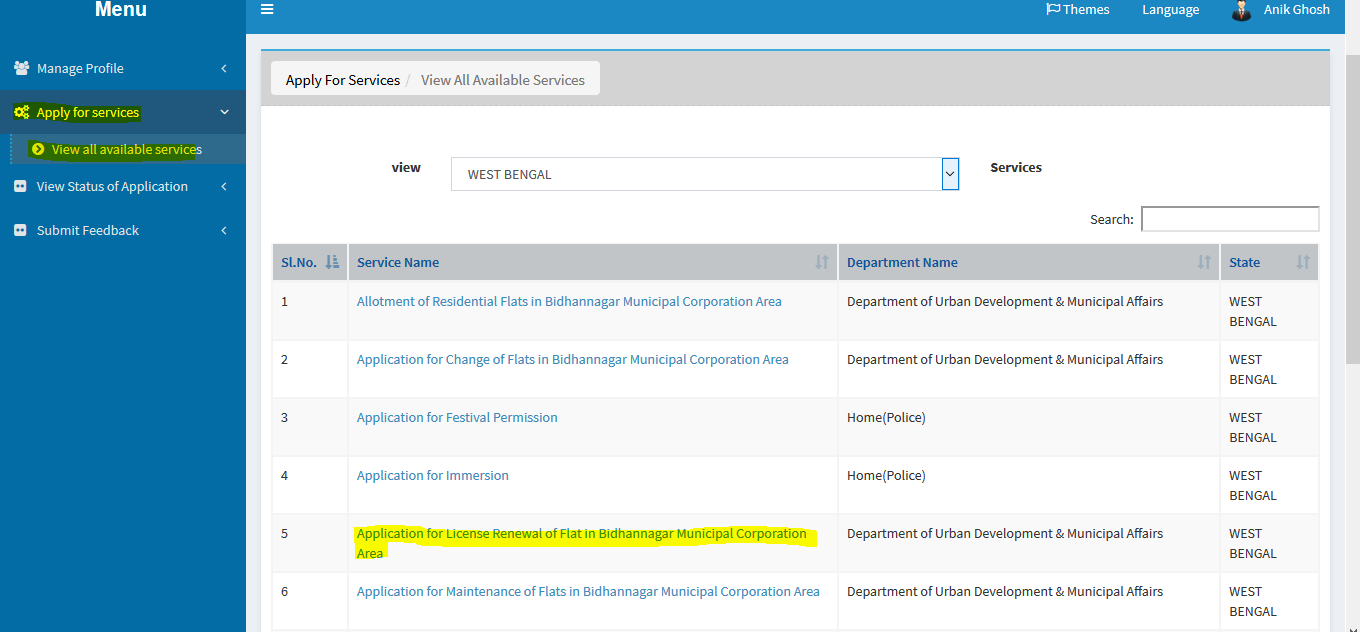 Menu
Themes Language Anik Ghosh
Manage Profile
Apply for services
View all available services
View Status of Application
Submit Feedback
Apply For Services / View All Available Services
view WEST BENGAL Services
Search:
Sl.No. Service Name Department Name State
1 Allotment of Residential Flats in Bidhannagar Municipal Corporation Area Department of Urban Development & Municipal Affairs WEST
BENGAL
2 Application for Change of Flats in Bidhannagar Municipal Corporation Area Department of Urban Development & Municipal Affairs WEST
BENGAL
3 Application for Festival Permission Home(Police) WEST
BENGAL
4 Application for Immersion Home(Police) WEST
BENGAL
5 Application for License Renewal of Flat in Bidhannagar Municipal Corporation Department of Urban Development & Municipal Affairs WEST
Area BENGAL
6 Application for Maintenance of Flats in Bidhannagar Municipal Corporation Area Department of Urban Development & Municipal Affairs WEST
BENGAL